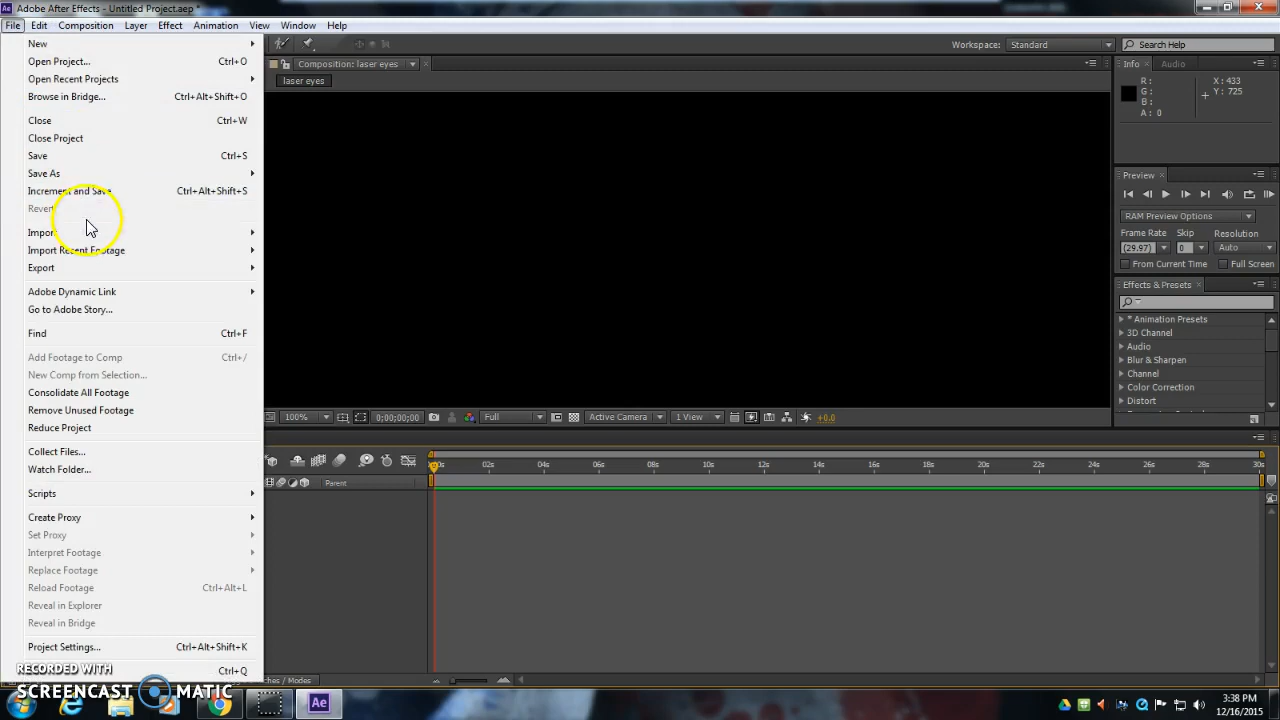 Ae Adobe After Effects - Untitled Project.aep *
File Edit Composition Layer Effect Animation View Window Help
Workspace: Standard Search Help
New
Open Project... Ctrl+O
Open Recent Projects
Browse in Bridge... Ctrl+Alt+Shift+O
Close Ctrl+W
Close Project
Save Ctrl+S
Save As
Increment and Save Ctrl+Alt+Shift+S
Revert
Import
Import Recent Footage
Export
Adobe Dynamic Link
Go to Adobe Story...
Find Ctrl+F
Add Footage to Comp Ctrl+/
New Comp from Selection...
Consolidate All Footage
Remove Unused Footage
Reduce Project
Collect Files...
Watch Folder...
Scripts
Create Proxy
Set Proxy
Interpret Footage
Replace Footage
Reload Footage Ctrl+Alt+L
Reveal in Explorer
Reveal in Bridge
Project Settings... Ctrl+Alt+Shift+K
Ctrl+Q
Composition: laser eyes
laser eyes
100% 0;00;00;00 Full Active Camera 1 View +0.0
Info Audio
R: X: 433
G: Y: 725
B:
A: 0
Preview
RAM Preview Options
Frame Rate Skip Resolution
(29.97) 0 Auto
From Current Time Full Screen
Effects & Presets
* Animation Presets
3D Channel
Audio
Blur & Sharpen
Channel
Color Correction
Distort
02s 04s 06s 08s 10s 12s 14s 16s 18s 20s 22s 24s 26s 28s 30s
Parent
/ Modes
RECORDED WITH
SCREENCAST MATIC
Ae
3:38 PM
12/16/2015